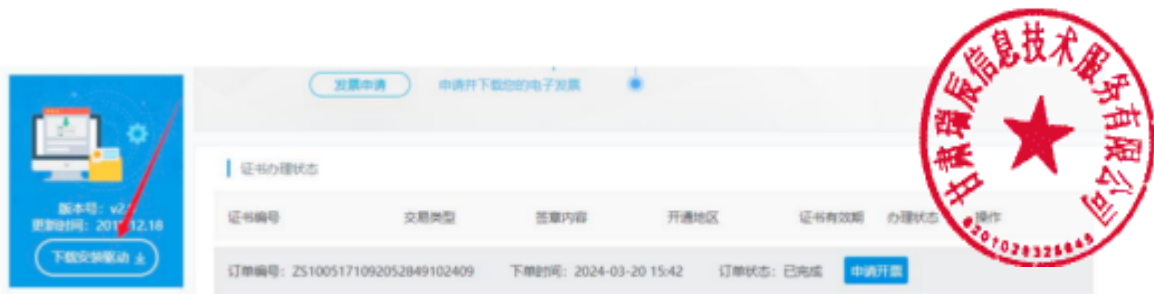 发票申请
申请并下载您的电子发票
证书办理状态
证书编号 交易类型 签章内容 开通地区 证书有效期 办理状态 操作
订单编号：ZS1005171092052849102409 下单时间：2024-03-20 15:42 订单状态：已完成 申请开票
版本号：v2.
更新时间：201 12.18
下载安装驱动
甘肃瑞辰信息技术服务有限公司